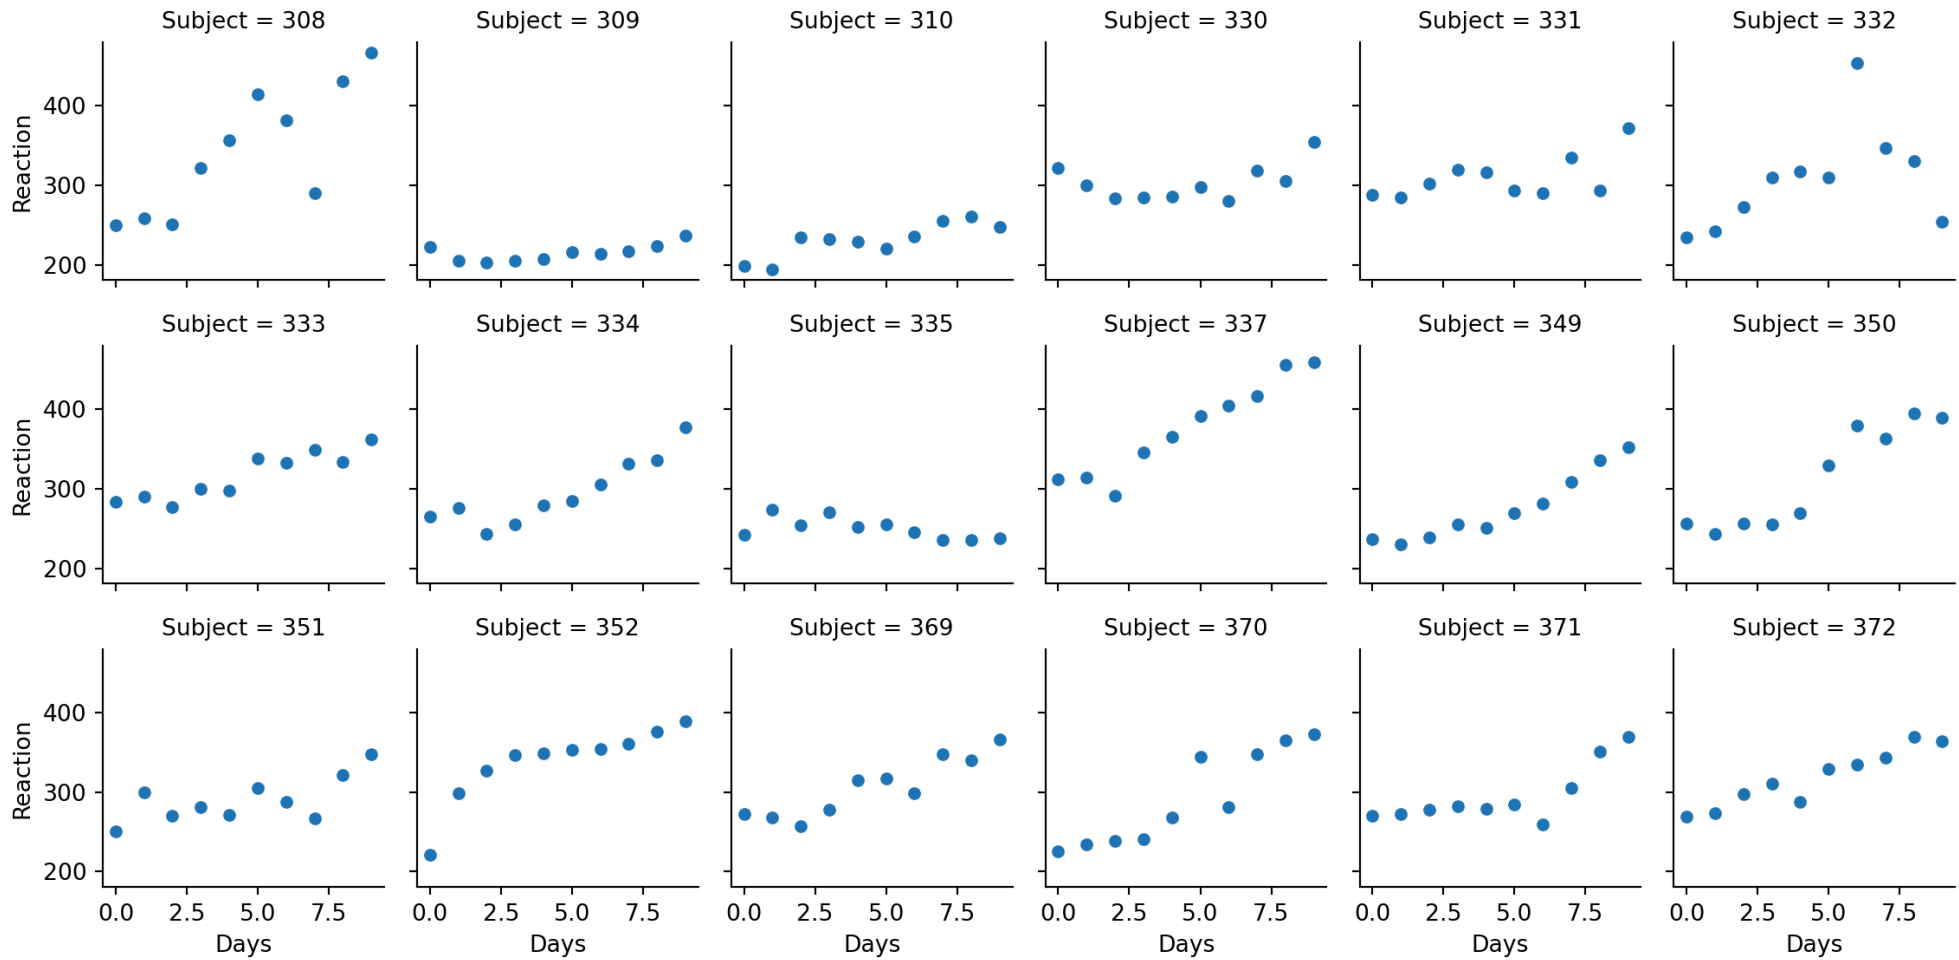 Subject = 308 Subject = 309 Subject = 310 Subject = 330 Subject = 331 Subject = 332
400
300
200
Reaction
Subject = 333 Subject = 334 Subject = 335 Subject = 337 Subject = 349 Subject = 350
400
300
200
Reaction
Subject = 351 Subject = 352 Subject = 369 Subject = 370 Subject = 371 Subject = 372
400
300
200
Reaction
0.0 2.5 5.0 7.5 0.0 2.5 5.0 7.5 0.0 2.5 5.0 7.5 0.0 2.5 5.0 7.5 0.0 2.5 5.0 7.5 0.0 2.5 5.0 7.5
Days Days Days Days Days Days